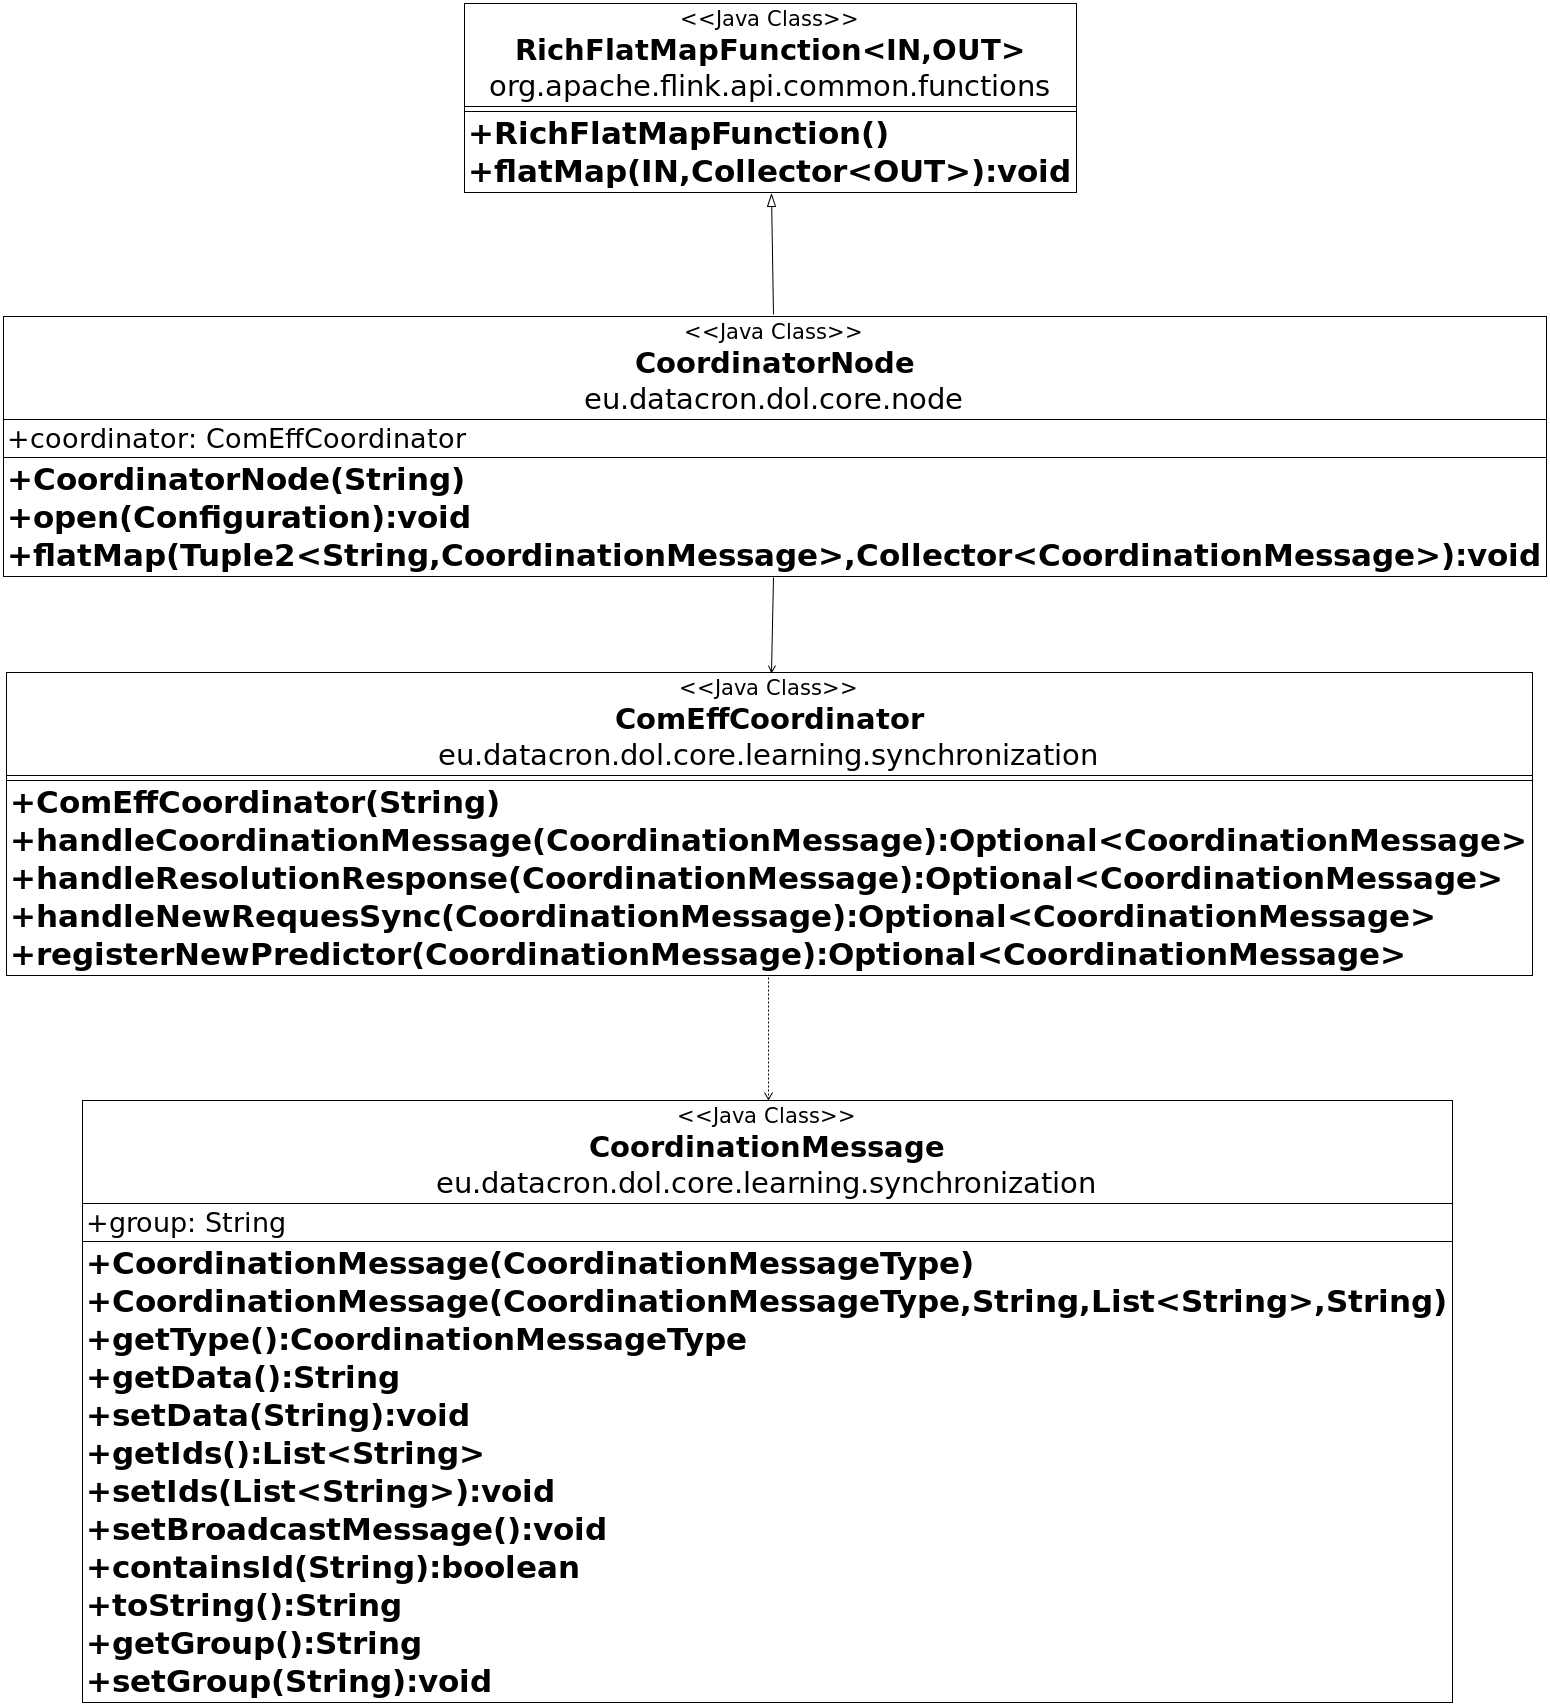 <<Java Class>>
RichFlatMapFunction<IN,OUT>
org.apache.flink.api.common.functions
+RichFlatMapFunction()
+flatMap(IN,Collector<OUT>):void
<<Java Class>>
CoordinatorNode
eu.datacron.dol.core.node
+coordinator: ComEffCoordinator
+CoordinatorNode(String)
+open(Configuration):void
+flatMap(Tuple2<String,CoordinationMessage>,Collector<CoordinationMessage>):void
<<Java Class>>
ComEffCoordinator
eu.datacron.dol.core.learning.synchronization
+ComEffCoordinator(String)
+handleCoordinationMessage(CoordinationMessage):Optional<CoordinationMessage>
+handleResolutionResponse(CoordinationMessage):Optional<CoordinationMessage>
+handleNewRequesSync(CoordinationMessage):Optional<CoordinationMessage>
+registerNewPredictor(CoordinationMessage):Optional<CoordinationMessage>
<<Java Class>>
CoordinationMessage
eu.datacron.dol.core.learning.synchronization
+group: String
+CoordinationMessage(CoordinationMessageType)
+CoordinationMessage(CoordinationMessageType,String,List<String>,String)
+getType():CoordinationMessageType
+getData():String
+setData(String):void
+getIds():List<String>
+setIds(List<String>):void
+setBroadcastMessage():void
+containsId(String):boolean
+toString():String
+getGroup():String
+setGroup(String):void